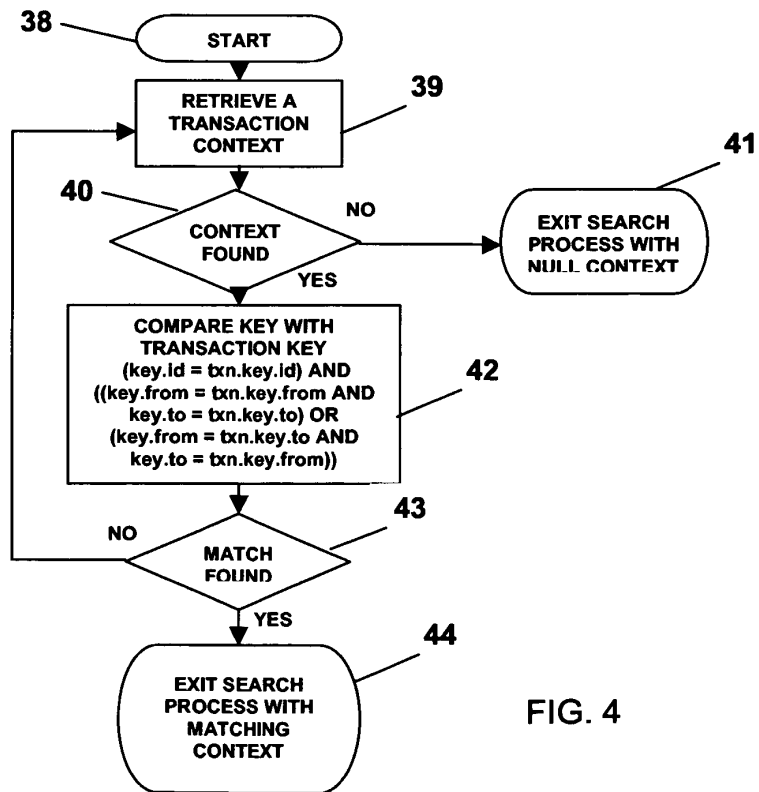 38
START
RETRIEVE A
TRANSACTION
CONTEXT
39
40
CONTEXT
FOUND
NO
41
EXIT SEARCH
PROCESS WITH
NULL CONTEXT
YES
COMPARE KEY WITH
TRANSACTION KEY
(key.id = txn.key.id) AND
((key.from = txn.key.from AND
key.to = txn.key.to) OR
(key.from = txn.key.to AND
key.to = txn.key.from))
42
NO
MATCH
FOUND
43
YES
EXIT SEARCH
PROCESS WITH
MATCHING
CONTEXT
44
FIG. 4